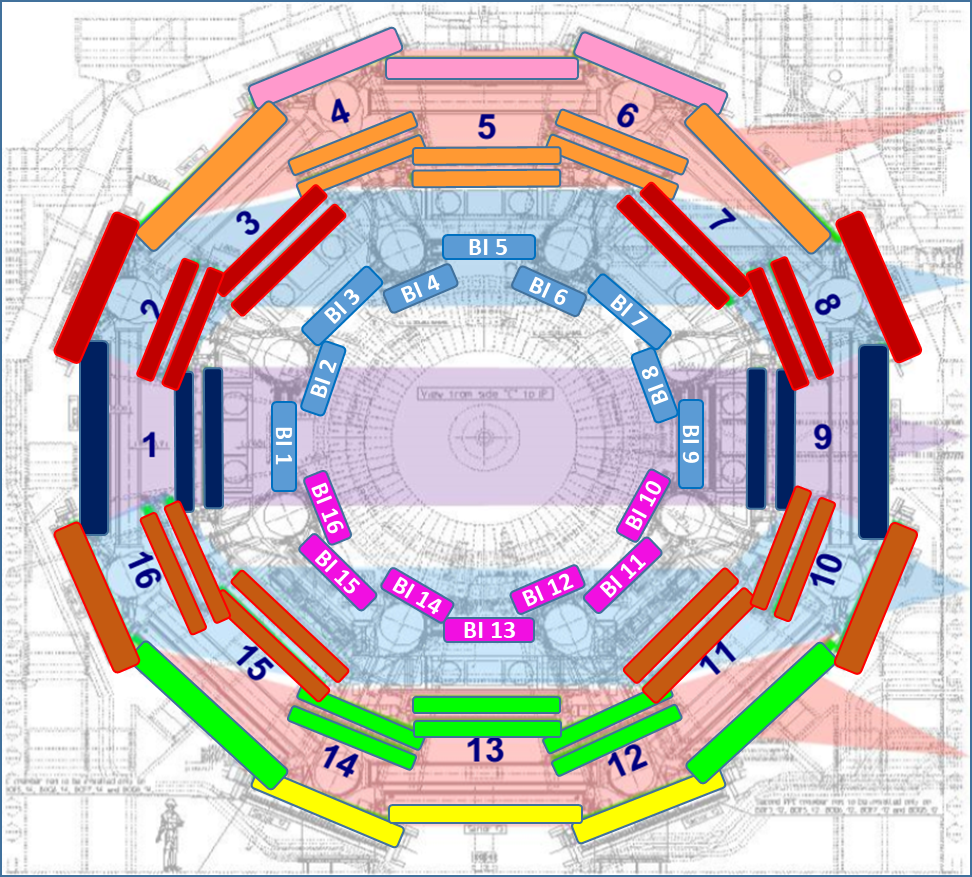 4
5
6
3
7
BI 5
BI 4
BI 6
BI 3
BI 7
2
8
BI 2
BI 8
View from side "C" to IP
1
BI 1
BI 9
9
BI 16
BI 10
16
10
BI 15
BI 11
BI 14
BI 12
BI 13
15
11
14
13
12